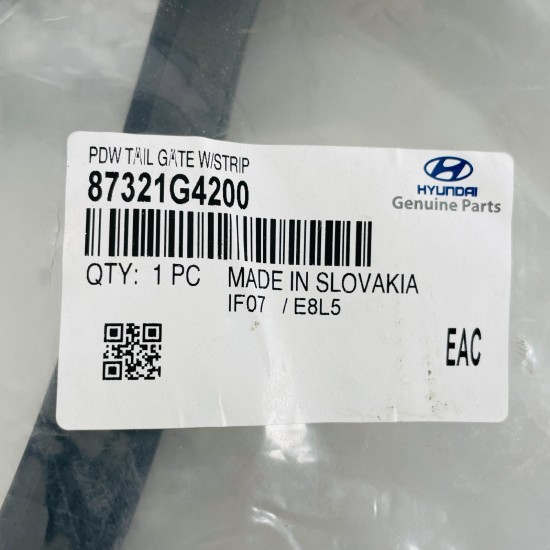 PDW TAIL GATE W/STRIP
87321G4200
HYUNDAI
Genuine Parts
QTY: 1 PC MADE IN SLOVAKIA
IF07 / E8L5
EAC